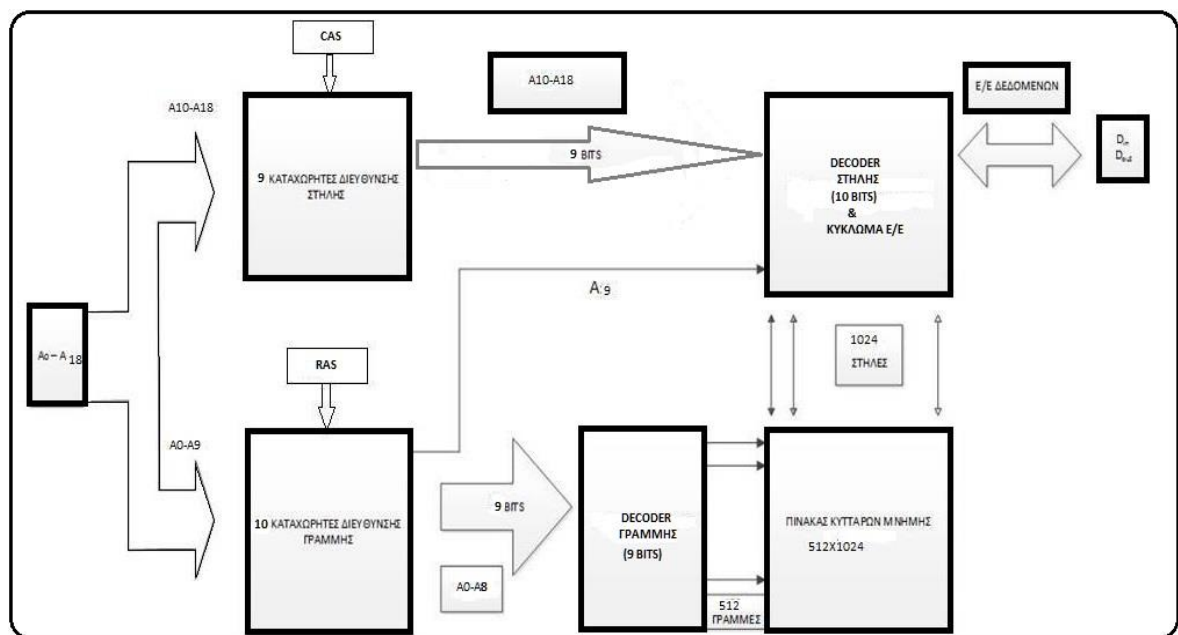 CAS
A10-A18
A10-A18
9 ΚΑΤΑΧΩΡΗΤΕΣ ΔΙΕΥΘΥΝΣΗΣ
ΣΤΗΛΗΣ
9 BITS
DECODER
ΣΤΗΛΗΣ
(10 BITS)
&
ΚΥΚΛΩΜΑ Ε/Ε
Ε/Ε ΔΕΔΟΜΕΝΩΝ
Din
Dout
A 9
A0 – A 18
RAS
1024
ΣΤΗΛΕΣ
A0-A9
10 ΚΑΤΑΧΩΡΗΤΕΣ ΔΙΕΥΘΥΝΣΗΣ
ΓΡΑΜΜΗΣ
9 BITS
A0-A8
DECODER
ΓΡΑΜΜΗΣ
(9 BITS)
512
ΓΡΑΜΜΕΣ
ΠΙΝΑΚΑΣ ΚΥΤΤΑΡΩΝ ΜΝΗΜΗΣ
512X1024